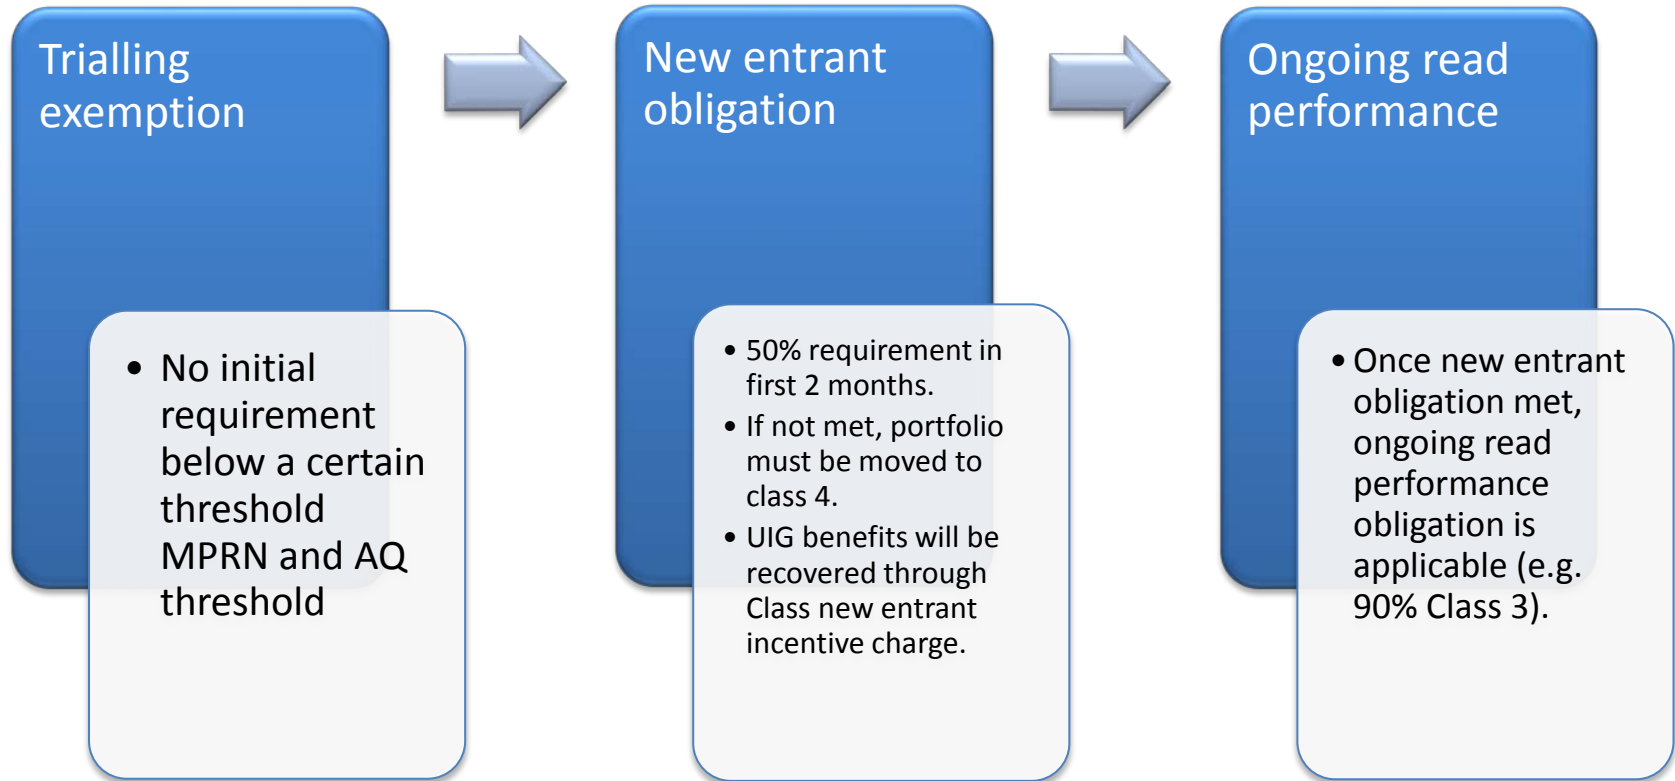 Trialling
exemption
• No initial
requirement
below a certain
threshold
MPRN and AQ
threshold
New entrant
obligation
• 50% requirement in
first 2 months.
• If not met, portfolio
must be moved to
class 4.
• UIG benefits will be
recovered through
Class new entrant
incentive charge.
Ongoing read
performance
• Once new entrant
obligation met,
ongoing read
performance
obligation is
applicable (e.g.
90% Class 3).